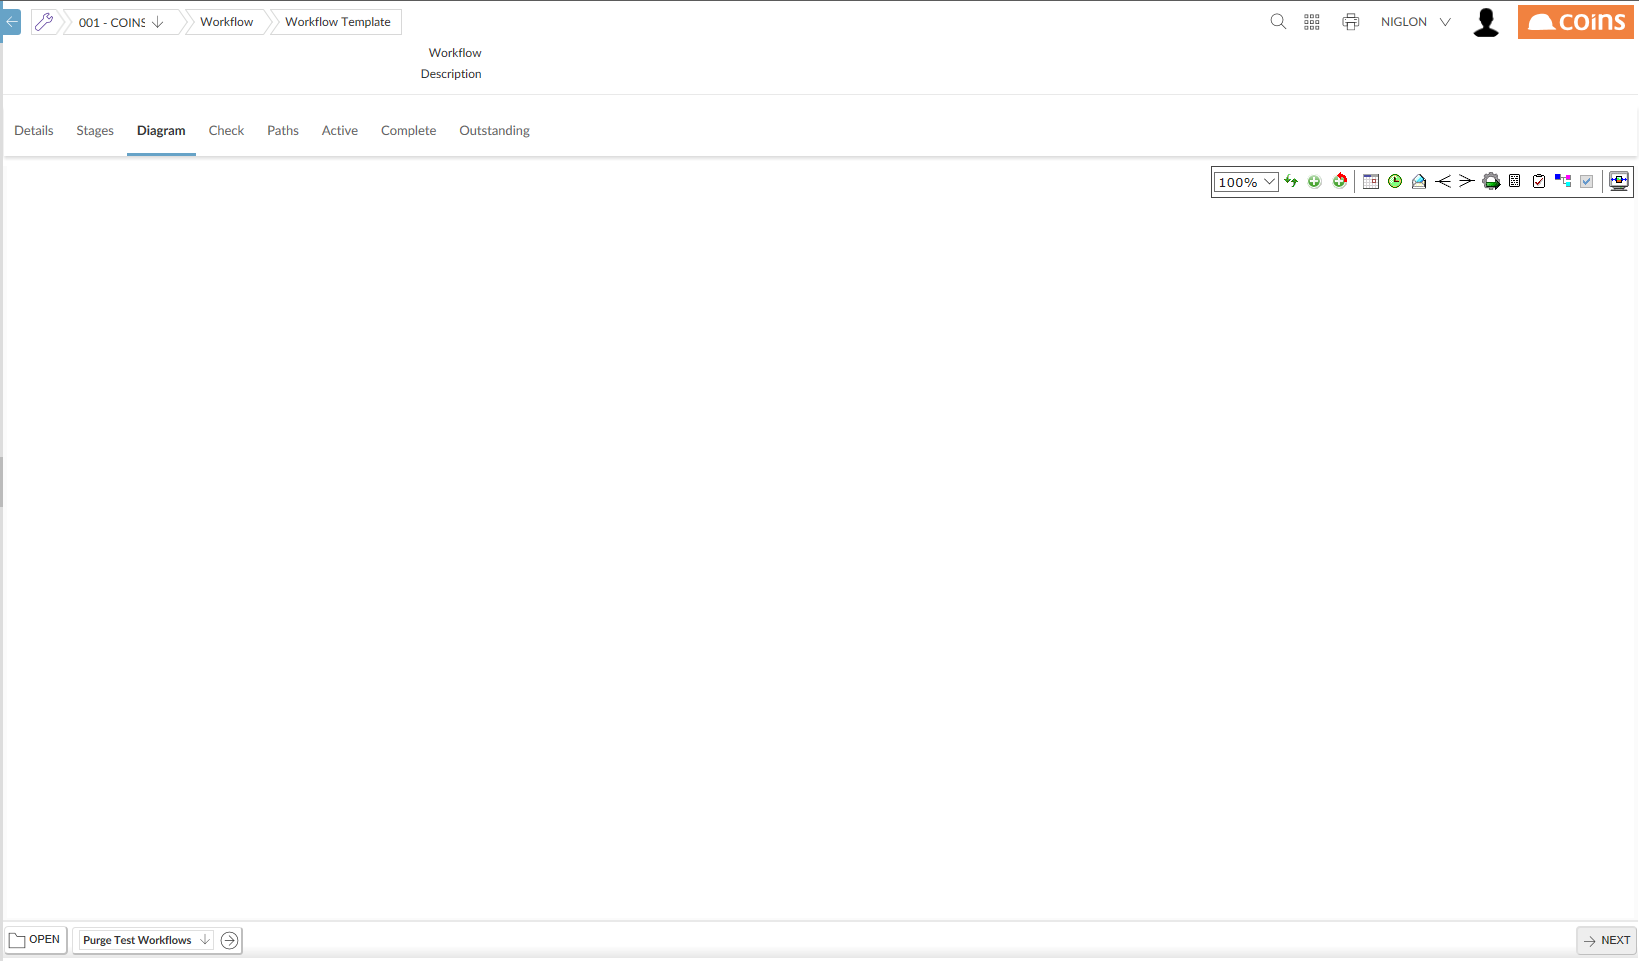 001 - COINS
Workflow
Workflow Template
NIGLON
coins
Workflow
Description
Details
Stages
Diagram
Check
Paths
Active
Complete
Outstanding
100%
OPEN
Purge Test Workflows
NEXT